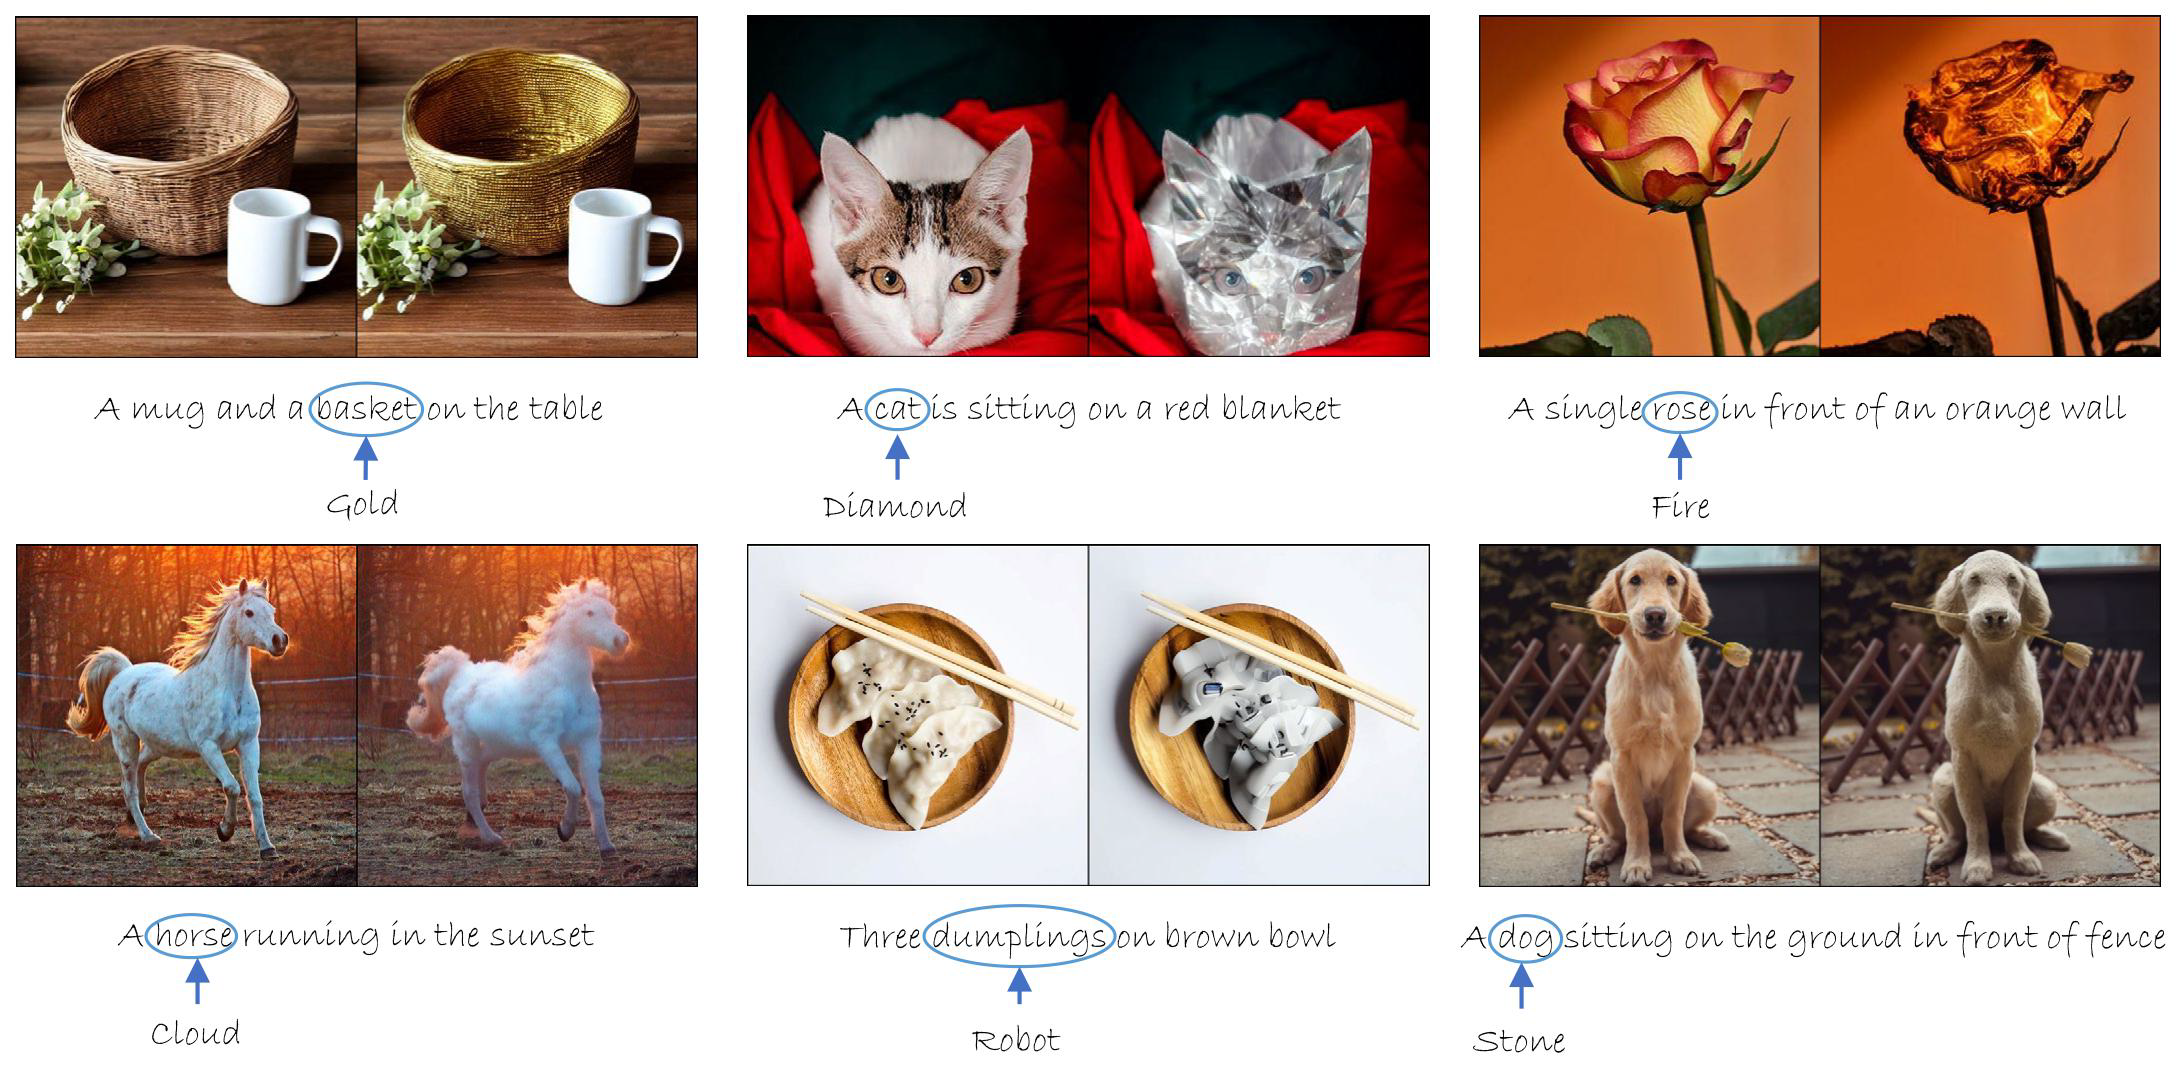 A mug and a basket on the table
Gold
A cat is sitting on a red blanket
Diamond
A single rose in front of an orange wall
Fire
A horse running in the sunset
Cloud
Three dumplings on brown bowl
Robot
A dog sitting on the ground in front of fence
Stone